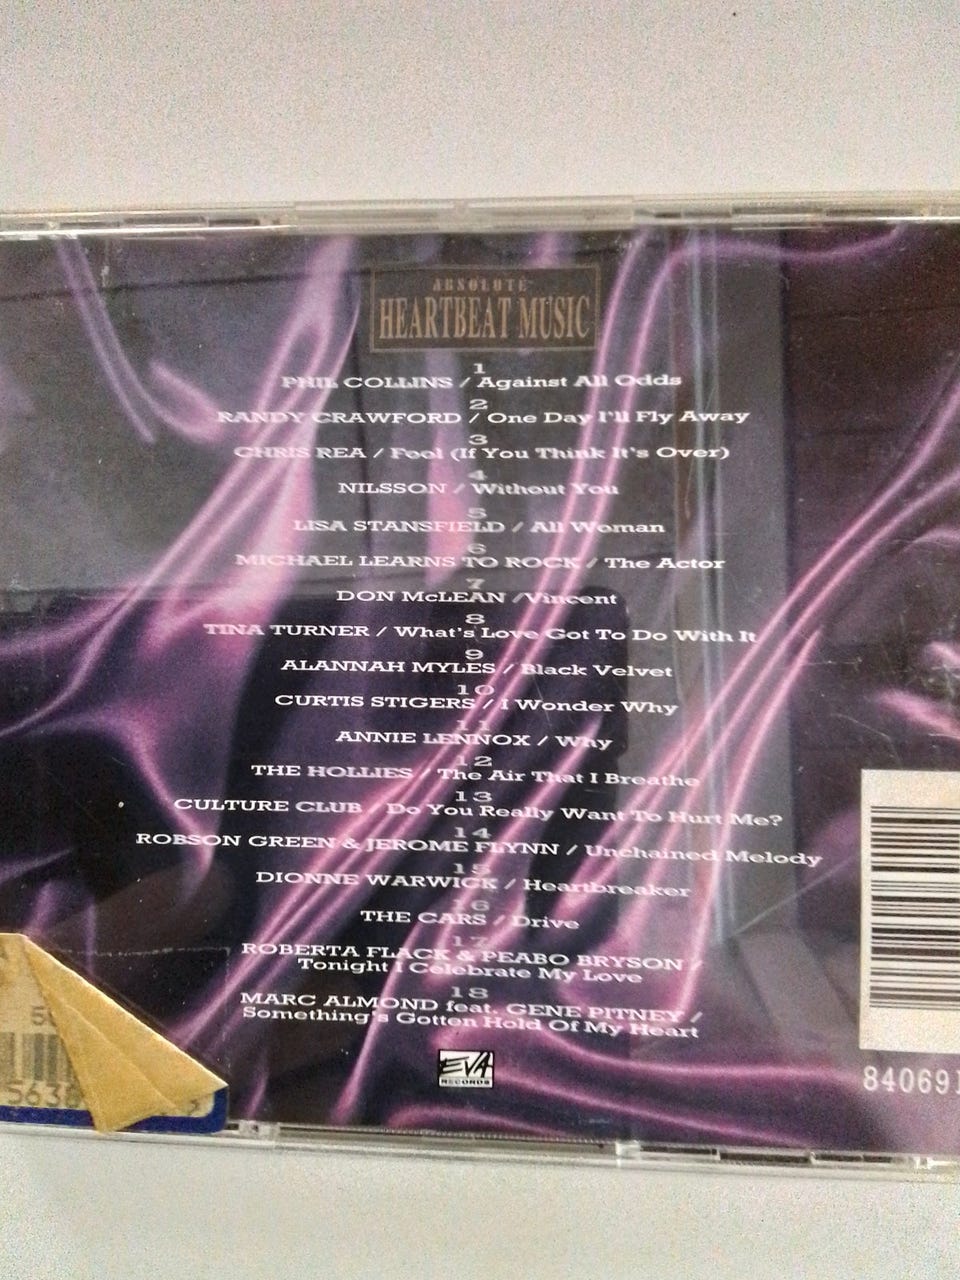 ABSOLUTE
HEARTBEAT MUSIC
1
PHIL COLLINS / Against All Odds
2
RANDY CRAWFORD / One Day I'll Fly Away
3
CHRIS REA / Fool (If You Think It's Over)
4
NILSSON / Without You
5
LISA STANSFIELD / All Woman
6
MICHAEL LEARNS TO ROCK / The Actor
7
DON McLEAN / Vincent
8
TINA TURNER / What's Love Got To Do With It
9
ALANNAH MYLES / Black Velvet
10
CURTIS STIGERS / I Wonder Why
11
ANNIE LENNOX / Why
12
THE HOLLIES / The Air That I Breathe
13
CULTURE CLUB / Do You Really Want To Hurt Me?
14
ROBSON GREEN & JEROME FLYNN / Unchained Melody
15
DIONNE WARWICK / Heartbreaker
16
THE CARS / Drive
17
ROBERTA FLACK & PEABO BRYSON /
Tonight I Celebrate My Love
18
MARC ALMOND feat. GENE PITNEY /
Something's Gotten Hold Of My Heart
EVA
RECORDS
840691